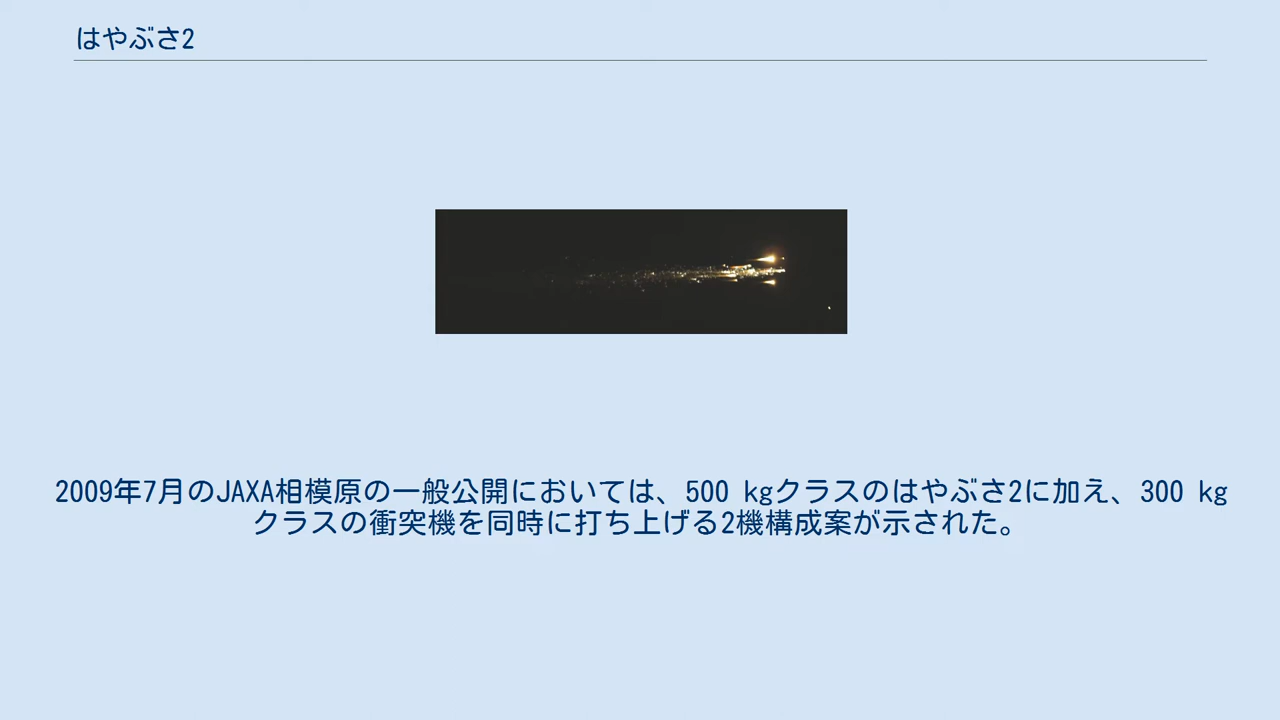 はやぶさ2
2009年7月のJAXA相模原の一般公開においては、500 kgクラスのはやぶさ2に加え、300 kg
クラスの衝突機を同時に打ち上げる2機構成案が示された。